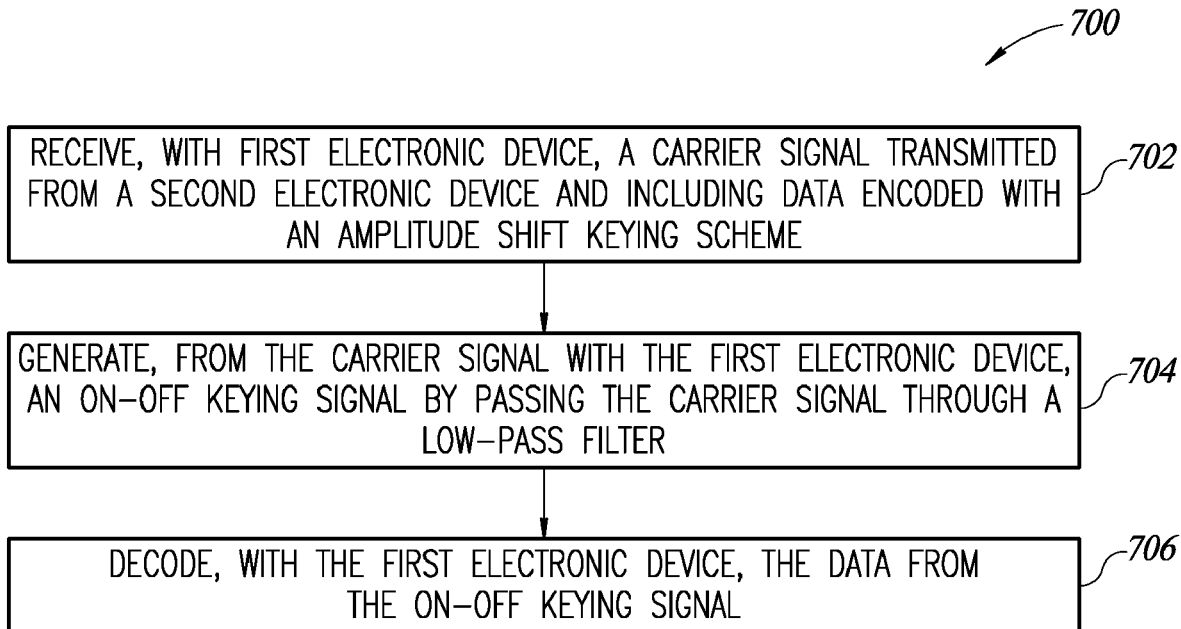 700
RECEIVE, WITH FIRST ELECTRONIC DEVICE, A CARRIER SIGNAL TRANSMITTED
FROM A SECOND ELECTRONIC DEVICE AND INCLUDING DATA ENCODED WITH
AN AMPLITUDE SHIFT KEYING SCHEME
702
GENERATE, FROM THE CARRIER SIGNAL WITH THE FIRST ELECTRONIC DEVICE,
AN ON-OFF KEYING SIGNAL BY PASSING THE CARRIER SIGNAL THROUGH A
LOW-PASS FILTER
704
DECODE, WITH THE FIRST ELECTRONIC DEVICE, THE DATA FROM
THE ON-OFF KEYING SIGNAL
706